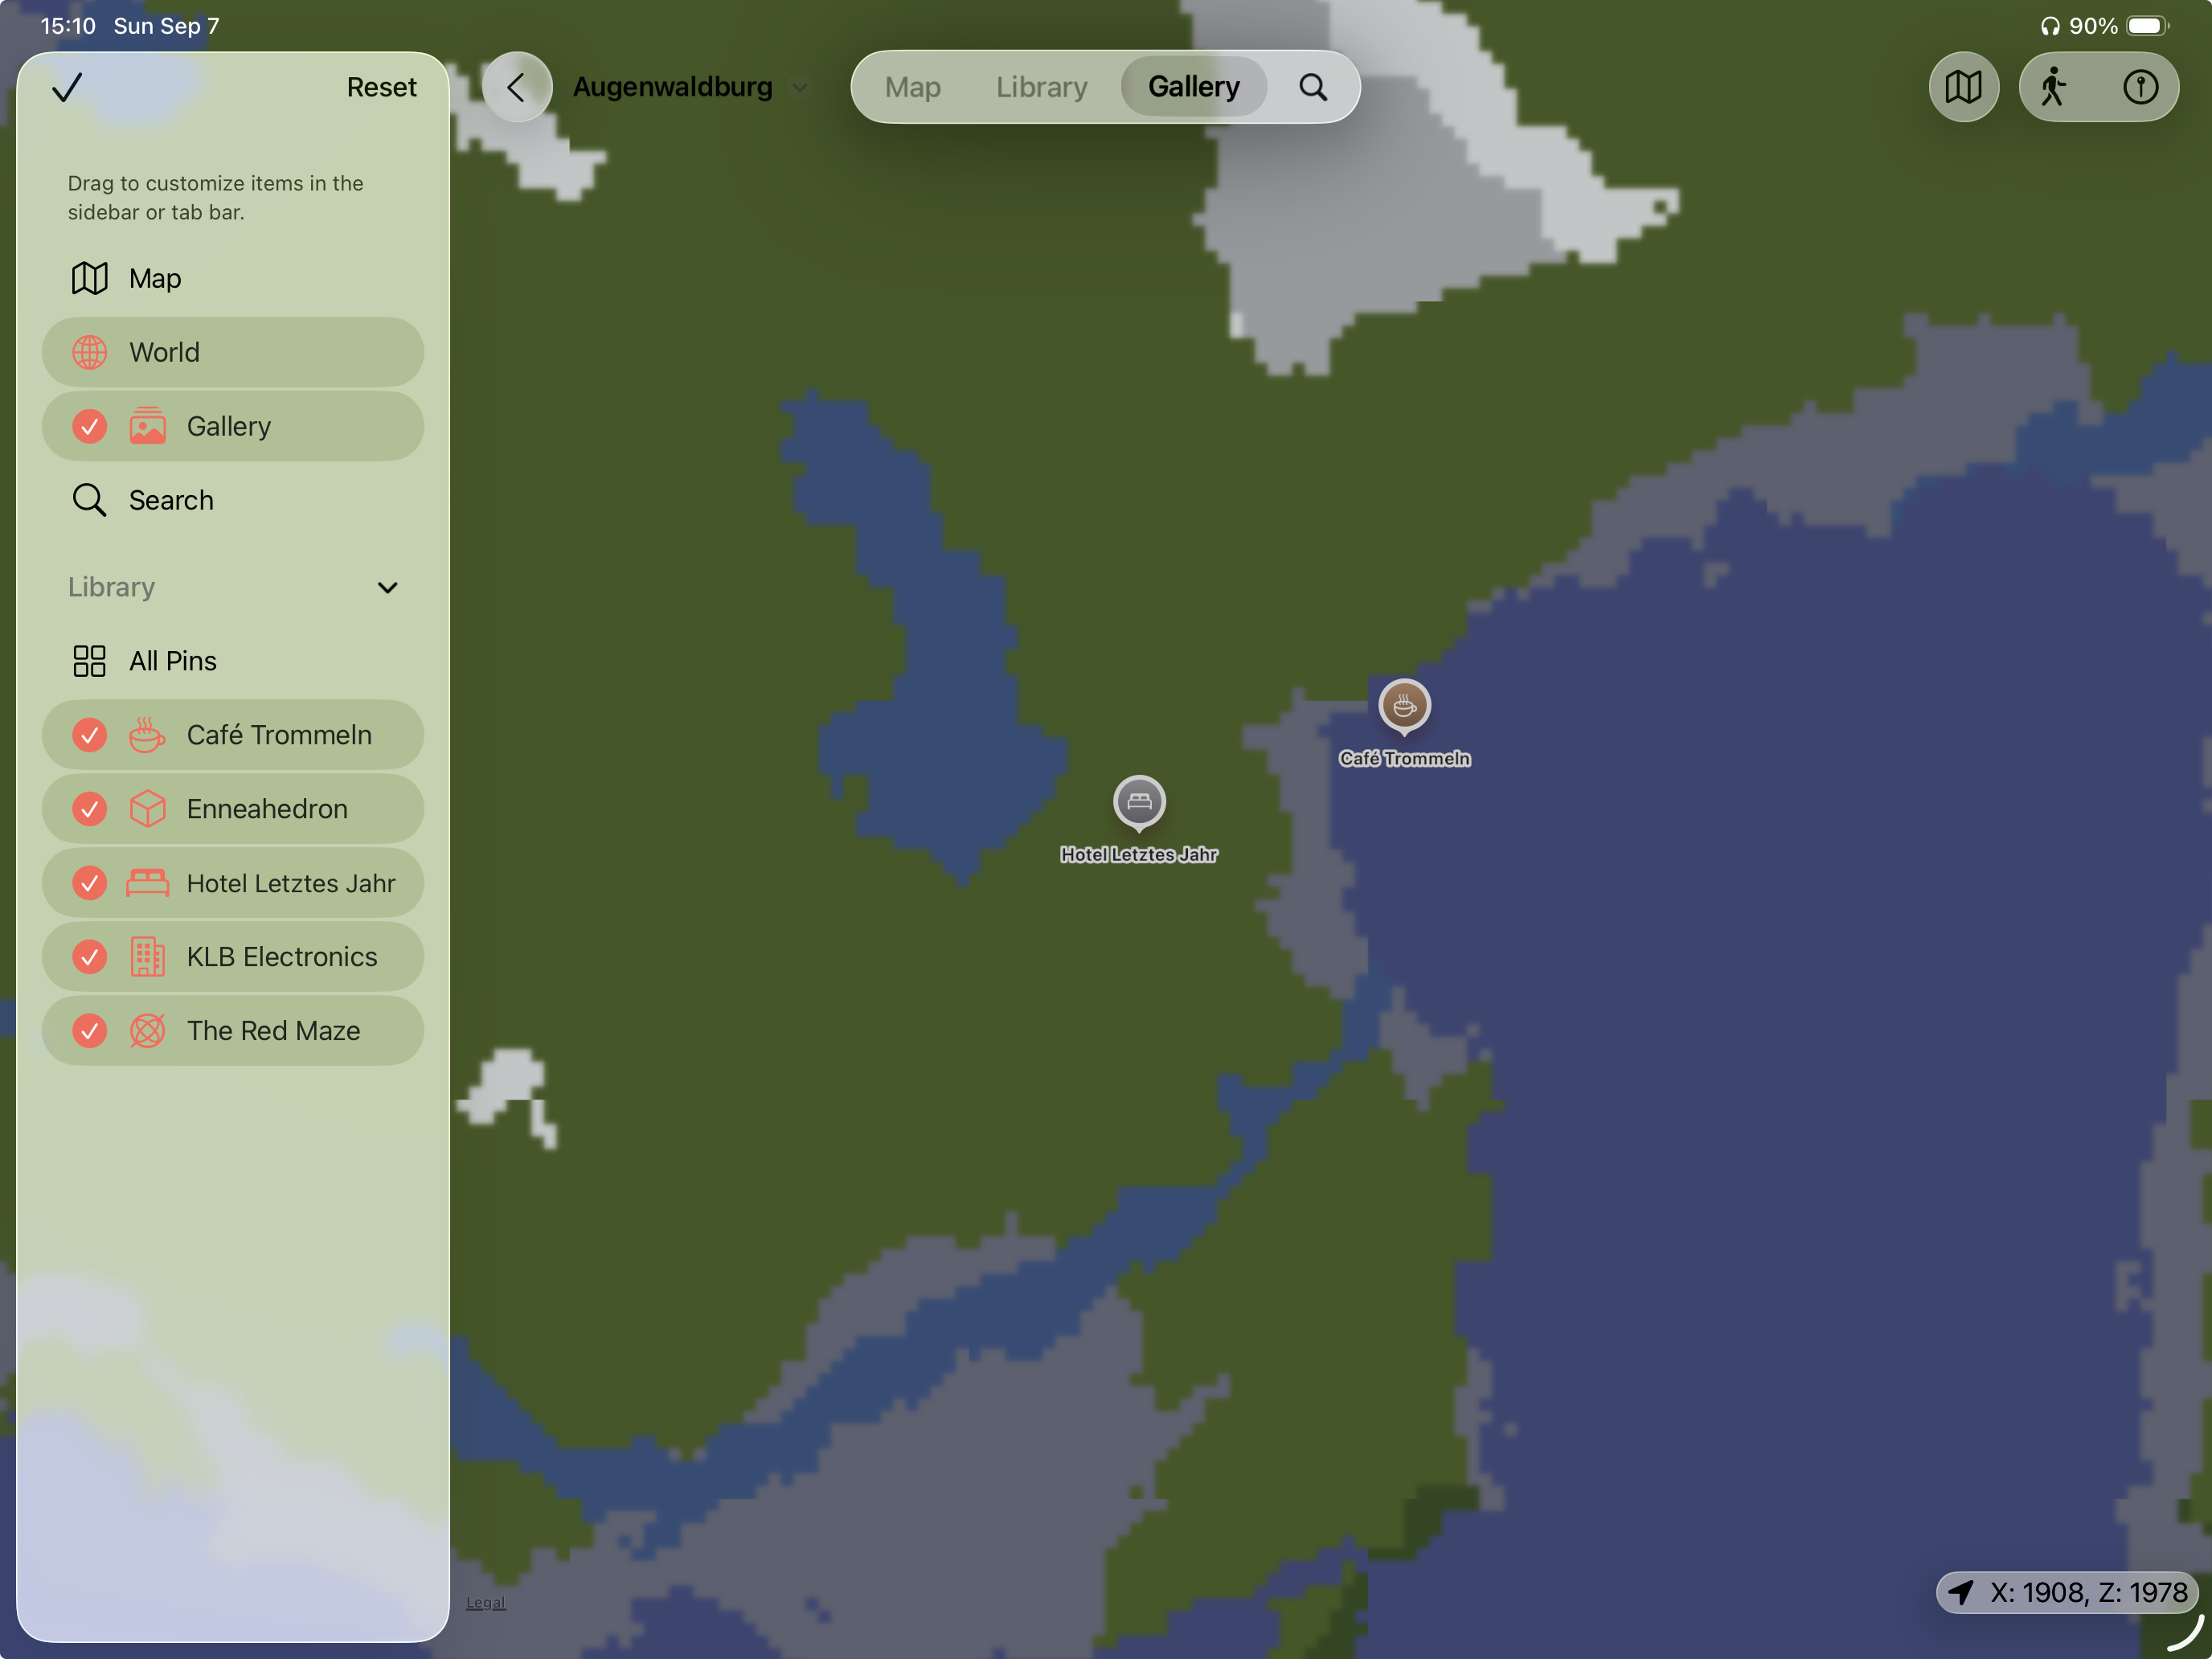 15:10 Sun Sep 7
90%
Reset
Augenwaldburg
Map
Library
Gallery
Drag to customize items in the
sidebar or tab bar.
Map
World
Gallery
Search
Library
All Pins
Café Trommeln
Enneahedron
Hotel Letztes Jahr
KLB Electronics
The Red Maze
Café Trommeln
Hotel Letztes Jahr
Legal
X: 1908, Z: 1978